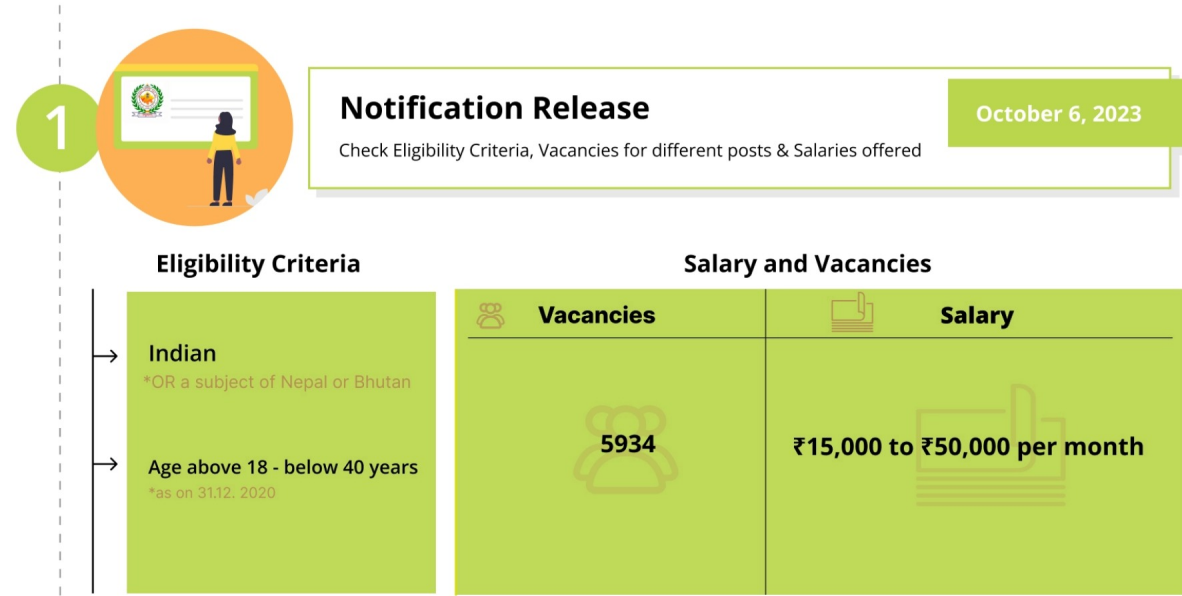 1
Notification Release
October 6, 2023
Check Eligibility Criteria, Vacancies for different posts & Salaries offered
Eligibility Criteria
Indian
*OR a subject of Nepal or Bhutan
Age above 18 - below 40 years
*as on 31.12. 2020
Salary and Vacancies
Vacancies
Salary
5934
₹15,000 to ₹50,000 per month